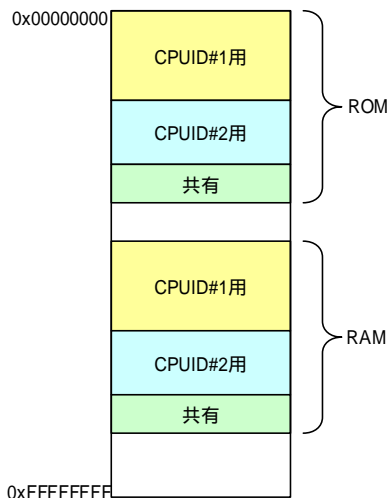 0x00000000
CPUID#1用
CPUID#2用
共有
ROM
CPUID#1用
CPUID#2用
共有
RAM
0xFFFFFFFF